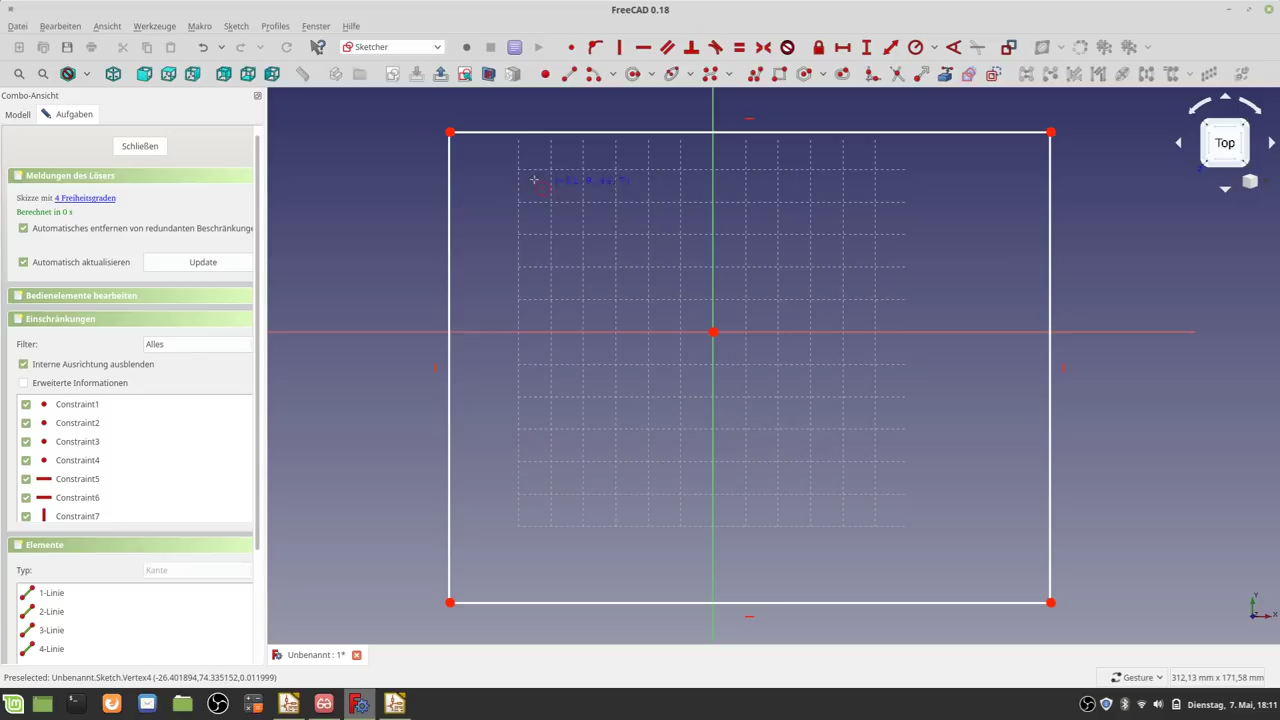 FreeCAD 0.18
Datei Bearbeiten Ansicht Werkzeuge Makro Sketch Profiles Fenster Hilfe
Sketcher
Combo-Ansicht
Modell Aufgaben
Schließen
Meldungen des Lösers
Skizze mit 4 Freiheitsgraden
Berechnet in 0 s
Automatisches entfernen von redundanten Beschränkunge
Automatisch aktualisieren Update
Bedienelemente bearbeiten
Einschränkungen
Filter: Alles
Interne Ausrichtung ausblenden
Erweiterte Informationen
Constraint1
Constraint2
Constraint3
Constraint4
Constraint5
Constraint6
Constraint7
Elemente
Typ: Kante
1-Linie
2-Linie
3-Linie
4-Linie
Top
Y
X
Unbenannt : 1*
Preselected: Unbenannt.Sketch.Vertex4 (-26.401894,74.335152,0.011999)
Gesture 312,13 mm x 171,58 mm
Dienstag, 7. Mai, 18:11